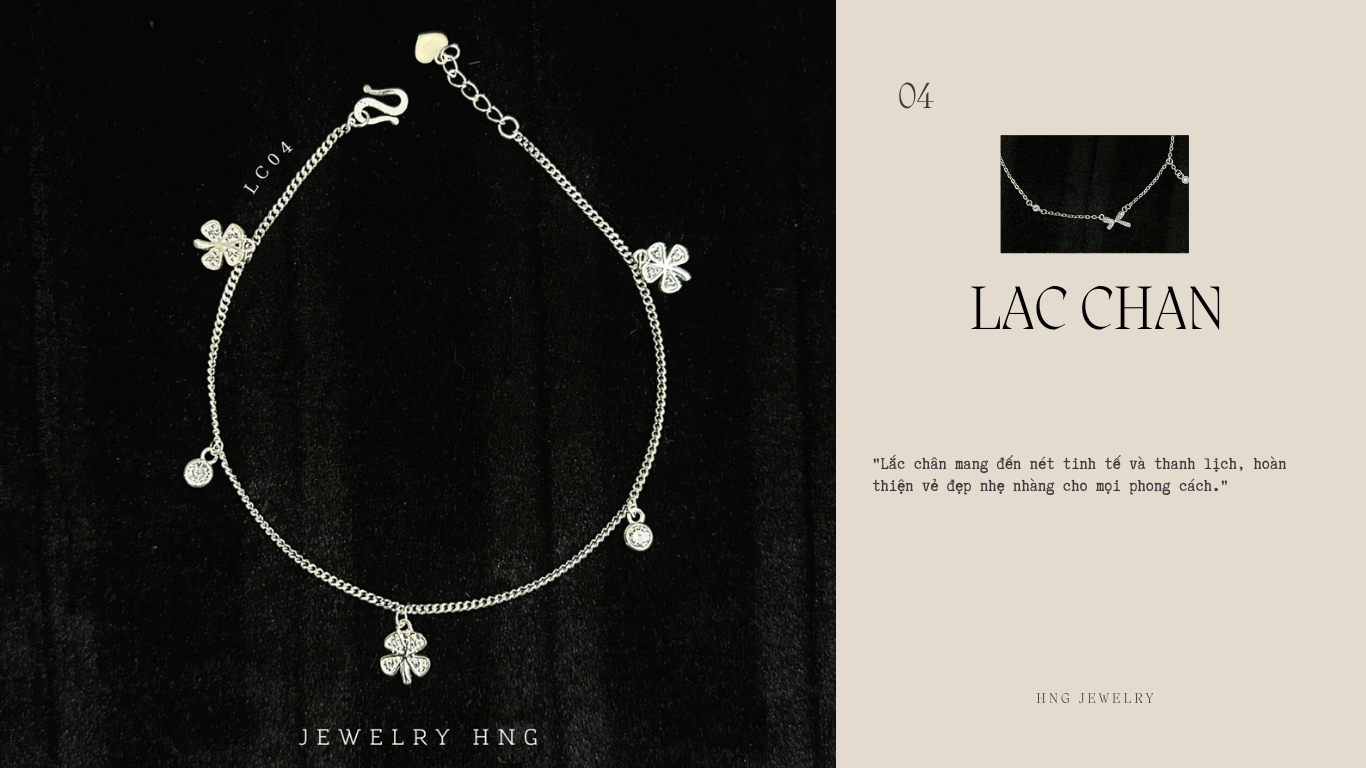 LC04
JEWELRY HNG
04
LAC CHAN
"Lắc chân mang đến nét tinh tế và thanh lịch, hoàn
thiện vẻ đẹp nhẹ nhàng cho mọi phong cách."
HNG JEWELRY